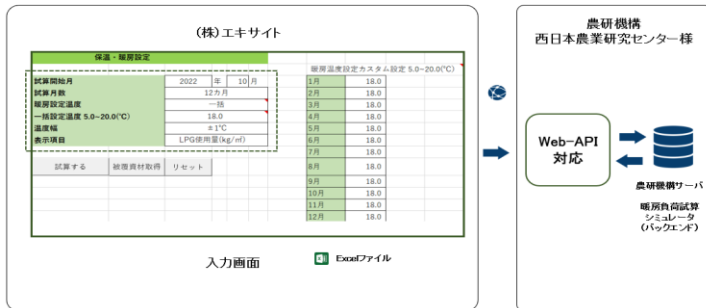 (株)エキサイト
保温・暖房設定
試算開始月 2022 年 10 月
試算月数 12カ月
暖房設定温度 一括
一括設定温度 5.0~20.0(℃) 18.0
温度幅 ±1℃
表示項目 LPG使用量(kg/㎡)
試算する 被覆資材取得 リセット
暖房温度設定カスタム設定 5.0~20.0(℃)
1月 18.0
2月 18.0
3月 18.0
4月 18.0
5月 18.0
6月 18.0
7月 18.0
8月 18.0
9月 18.0
10月 18.0
11月 18.0
12月 18.0
入力画面
Excelファイル
農研機構
西日本農業研究センター様
Web-API
対応
農研機構サーバ
暖房負荷試算
シミュレータ
(バックエンド)